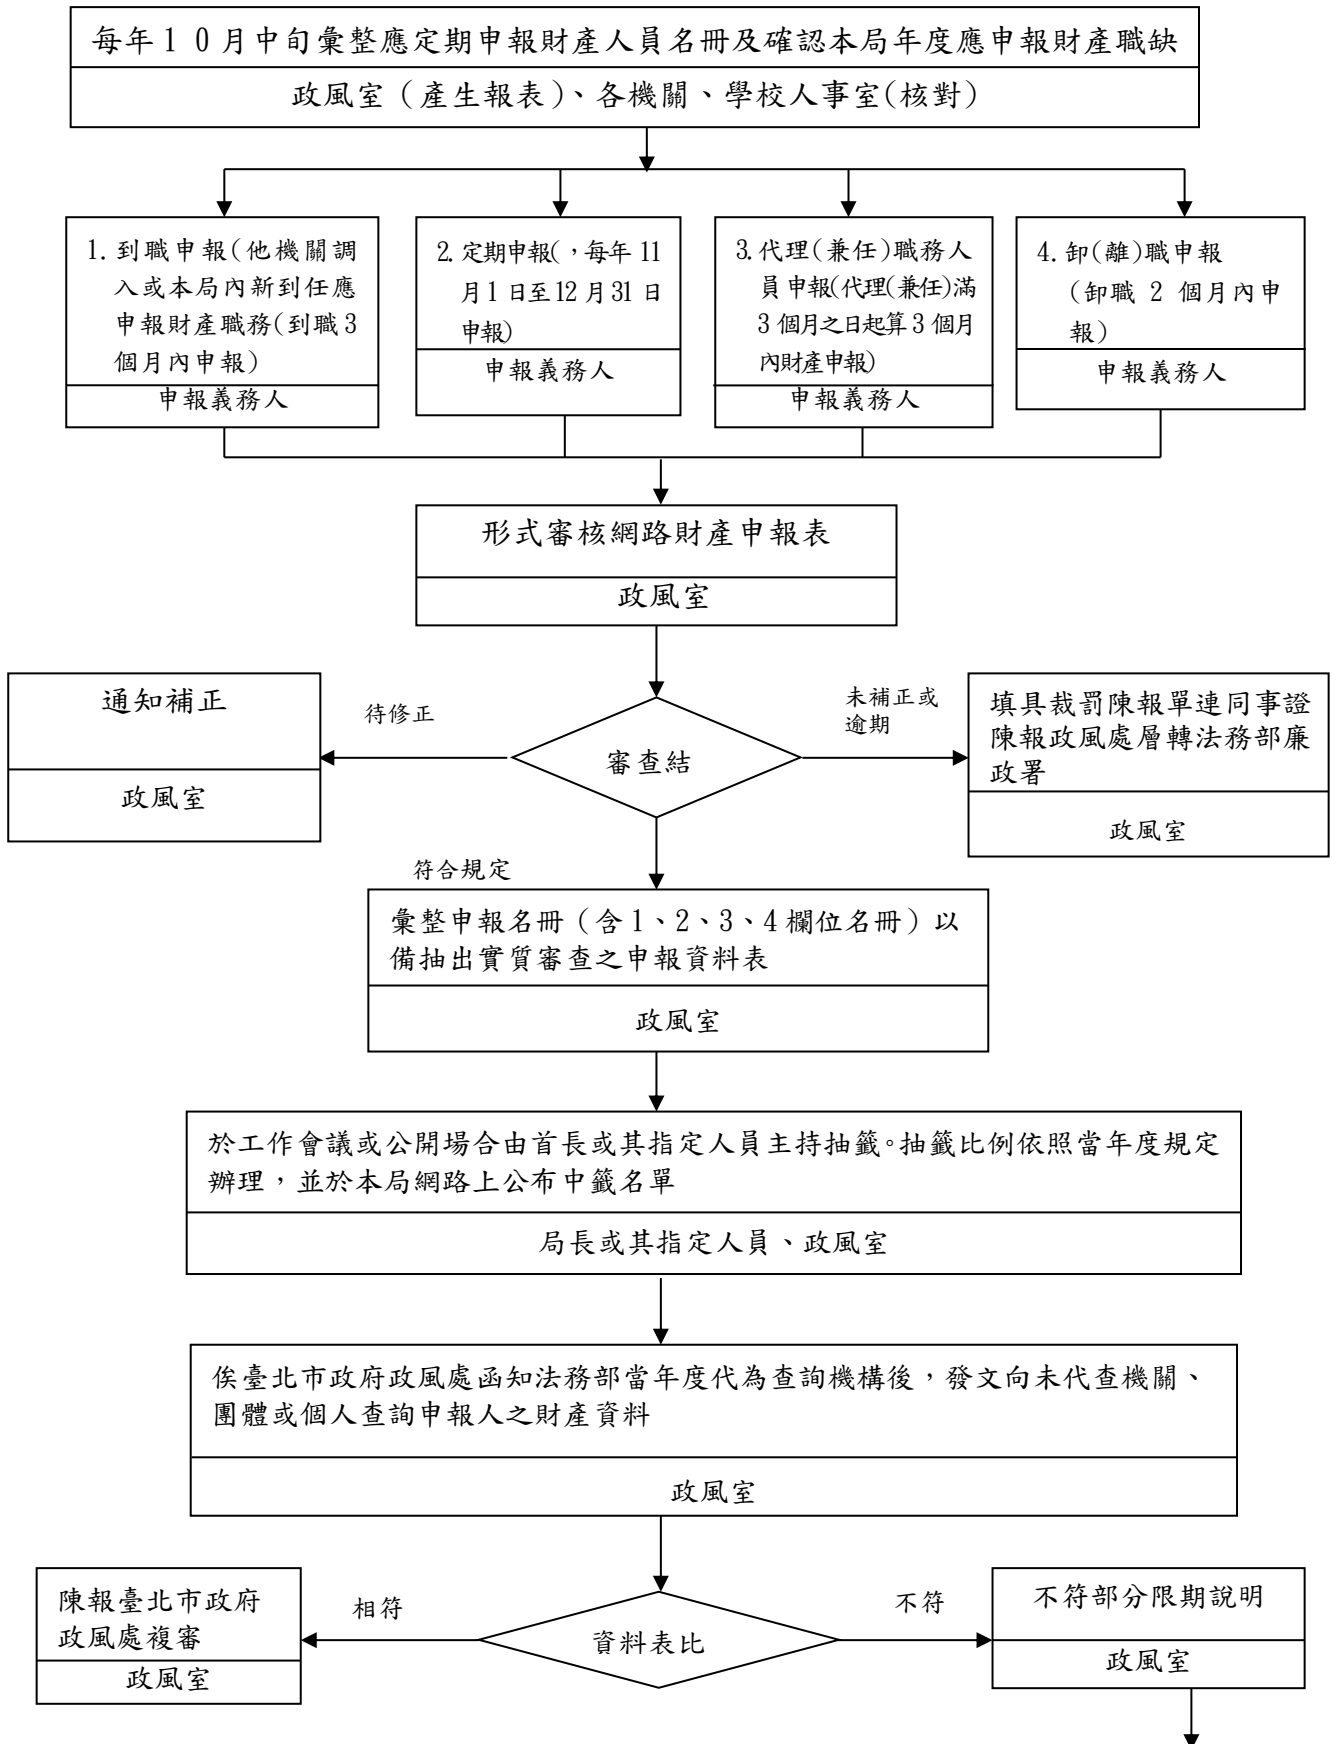 每年10月中旬彙整應定期申報財產人員名冊及確認本局年度應申報財產職缺
政風室（產生報表）、各機關、學校人事室(核對)
1. 到職申報(他機關調
入或本局內新到任應
申報財產職務(到職3
個月內申報)
申報義務人
2. 定期申報(，每年11
月1日至12月31日
申報)
申報義務人
3. 代理(兼任)職務人
員申報(代理(兼任)滿
3個月之日起算3個月
內財產申報)
申報義務人
4. 卸(離)職申報
(卸職 2 個月內申
報)
申報義務人
形式審核網路財產申報表
政風室
通知補正
政風室
待修正
審查結
未補正或
逾期
填具裁罰陳報單連同事證
陳報政風處層轉法務部廉
政署
政風室
符合規定
彙整申報名冊（含1、2、3、4欄位名冊）以
備抽出實質審查之申報資料表
政風室
於工作會議或公開場合由首長或其指定人員主持抽籤。抽籤比例依照當年度規定
辦理，並於本局網路上公布中籤名單
局長或其指定人員、政風室
俟臺北市政府政風處函知法務部當年度代為查詢機構後，發文向未代查機關、
團體或個人查詢申報人之財產資料
政風室
陳報臺北市政府
政風處複審
政風室
相符
資料表比
不符
不符部分限期說明
政風室